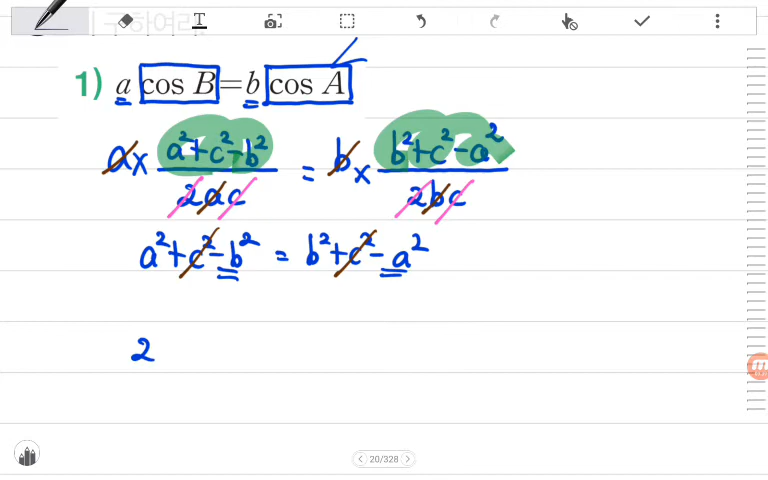 T
1) a cos B = b cos A
a × (a²+c²-b²)/(2ac) = b × (b²+c²-a²)/(2bc)
a²+c²-b² = b²+c²-a²
2
20/328